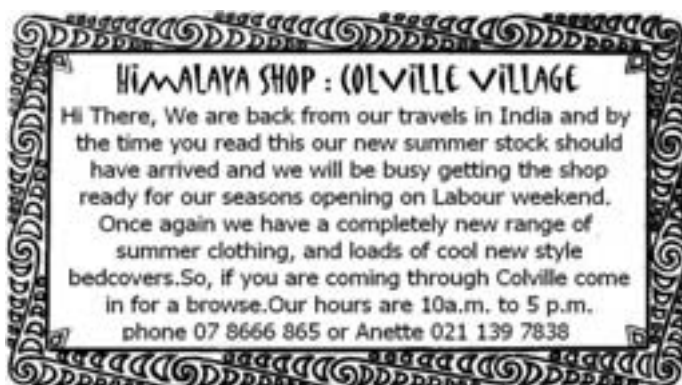 HiMALAYA SHOP : COLViLLE ViLLAGE
Hi There, We are back from our travels in India and by
the time you read this our new summer stock should
have arrived and we will be busy getting the shop
ready for our seasons opening on Labour weekend.
Once again we have a completely new range of
summer clothing, and loads of cool new style
bedcovers.So, if you are coming through Colville come
in for a browse.Our hours are 10a.m. to 5 p.m.
phone 07 8666 865 or Anette 021 139 7838